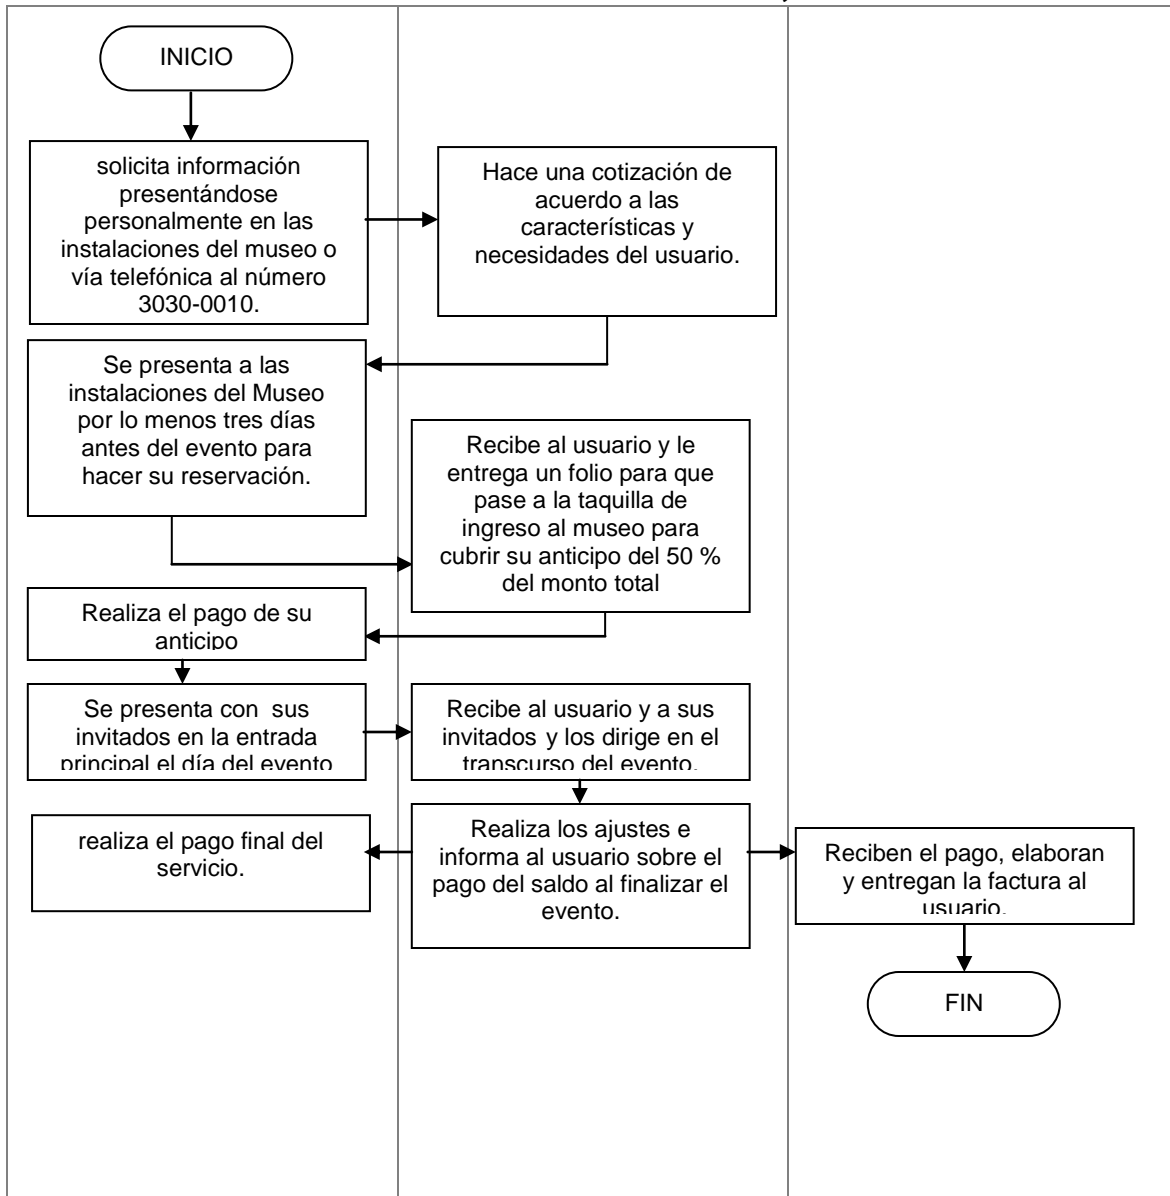 INICIO
solicita información
presentándose
personalmente en las
instalaciones del museo o
vía telefónica al número
3030-0010.
Hace una cotización de
acuerdo a las
características y
necesidades del usuario.
Se presenta a las
instalaciones del Museo
por lo menos tres días
antes del evento para
hacer su reservación.
Recibe al usuario y le
entrega un folio para que
pase a la taquilla de
ingreso al museo para
cubrir su anticipo del 50 %
del monto total
Realiza el pago de su
anticipo
Se presenta con sus
invitados en la entrada
principal el día del evento
Recibe al usuario y a sus
invitados y los dirige en el
transcurso del evento.
realiza el pago final del
servicio.
Realiza los ajustes e
informa al usuario sobre el
pago del saldo al finalizar el
evento.
Reciben el pago, elaboran
y entregan la factura al
usuario.
FIN